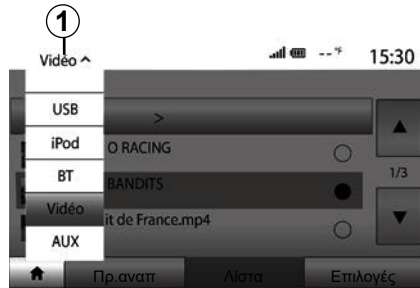 1
Vidéo ^ -- °F 15:30
USB
>
iPod
O RACING
BT
BANDITS
1/3
Vidéo
it de France.mp4
AUX
Πρ.αναπ Λίστα Επιλογές